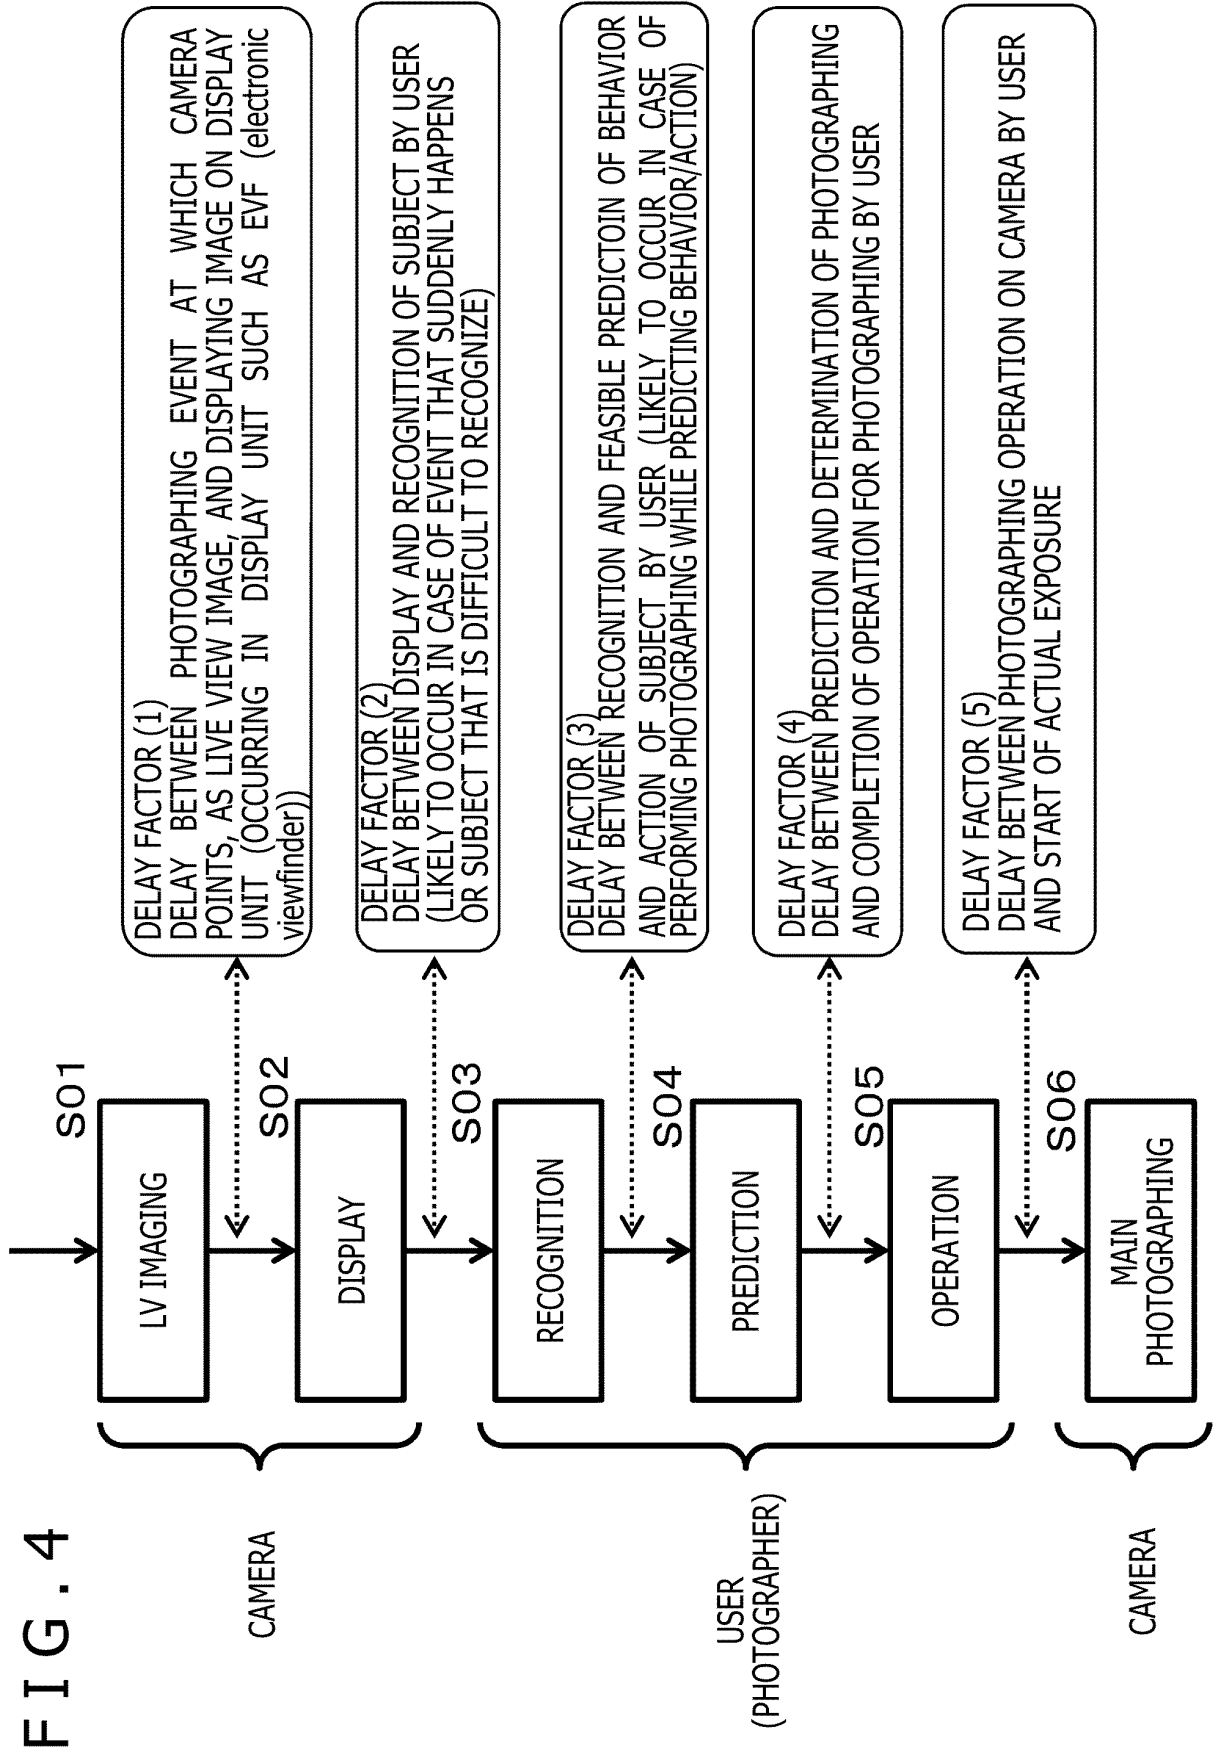 FIG.4
CAMERA
S01
LV IMAGING
DELAY FACTOR (1)
DELAY BETWEEN PHOTOGRAPHING EVENT AT WHICH CAMERA
POINTS, AS LIVE VIEW IMAGE, AND DISPLAYING IMAGE ON DISPLAY
UNIT (OCCURRING IN DISPLAY UNIT SUCH AS EVF (electronic
viewfinder))
S02
DISPLAY
DELAY FACTOR (2)
DELAY BETWEEN DISPLAY AND RECOGNITION OF SUBJECT BY USER
(LIKELY TO OCCUR IN CASE OF EVENT THAT SUDDENLY HAPPENS
OR SUBJECT THAT IS DIFFICULT TO RECOGNIZE)
USER
(PHOTOGRAPHER)
S03
RECOGNITION
DELAY FACTOR (3)
DELAY BETWEEN RECOGNITION AND FEASIBLE PREDICTOIN OF BEHAVIOR
AND ACTION OF SUBJECT BY USER (LIKELY TO OCCUR IN CASE OF
PERFORMING PHOTOGRAPHING WHILE PREDICTING BEHAVIOR/ACTION)
S04
PREDICTION
DELAY FACTOR (4)
DELAY BETWEEN PREDICTION AND DETERMINATION OF PHOTOGRAPHING
AND COMPLETION OF OPERATION FOR PHOTOGRAPHING BY USER
S05
OPERATION
DELAY FACTOR (5)
DELAY BETWEEN PHOTOGRAPHING OPERATION ON CAMERA BY USER
AND START OF ACTUAL EXPOSURE
CAMERA
S06
MAIN
PHOTOGRAPHING